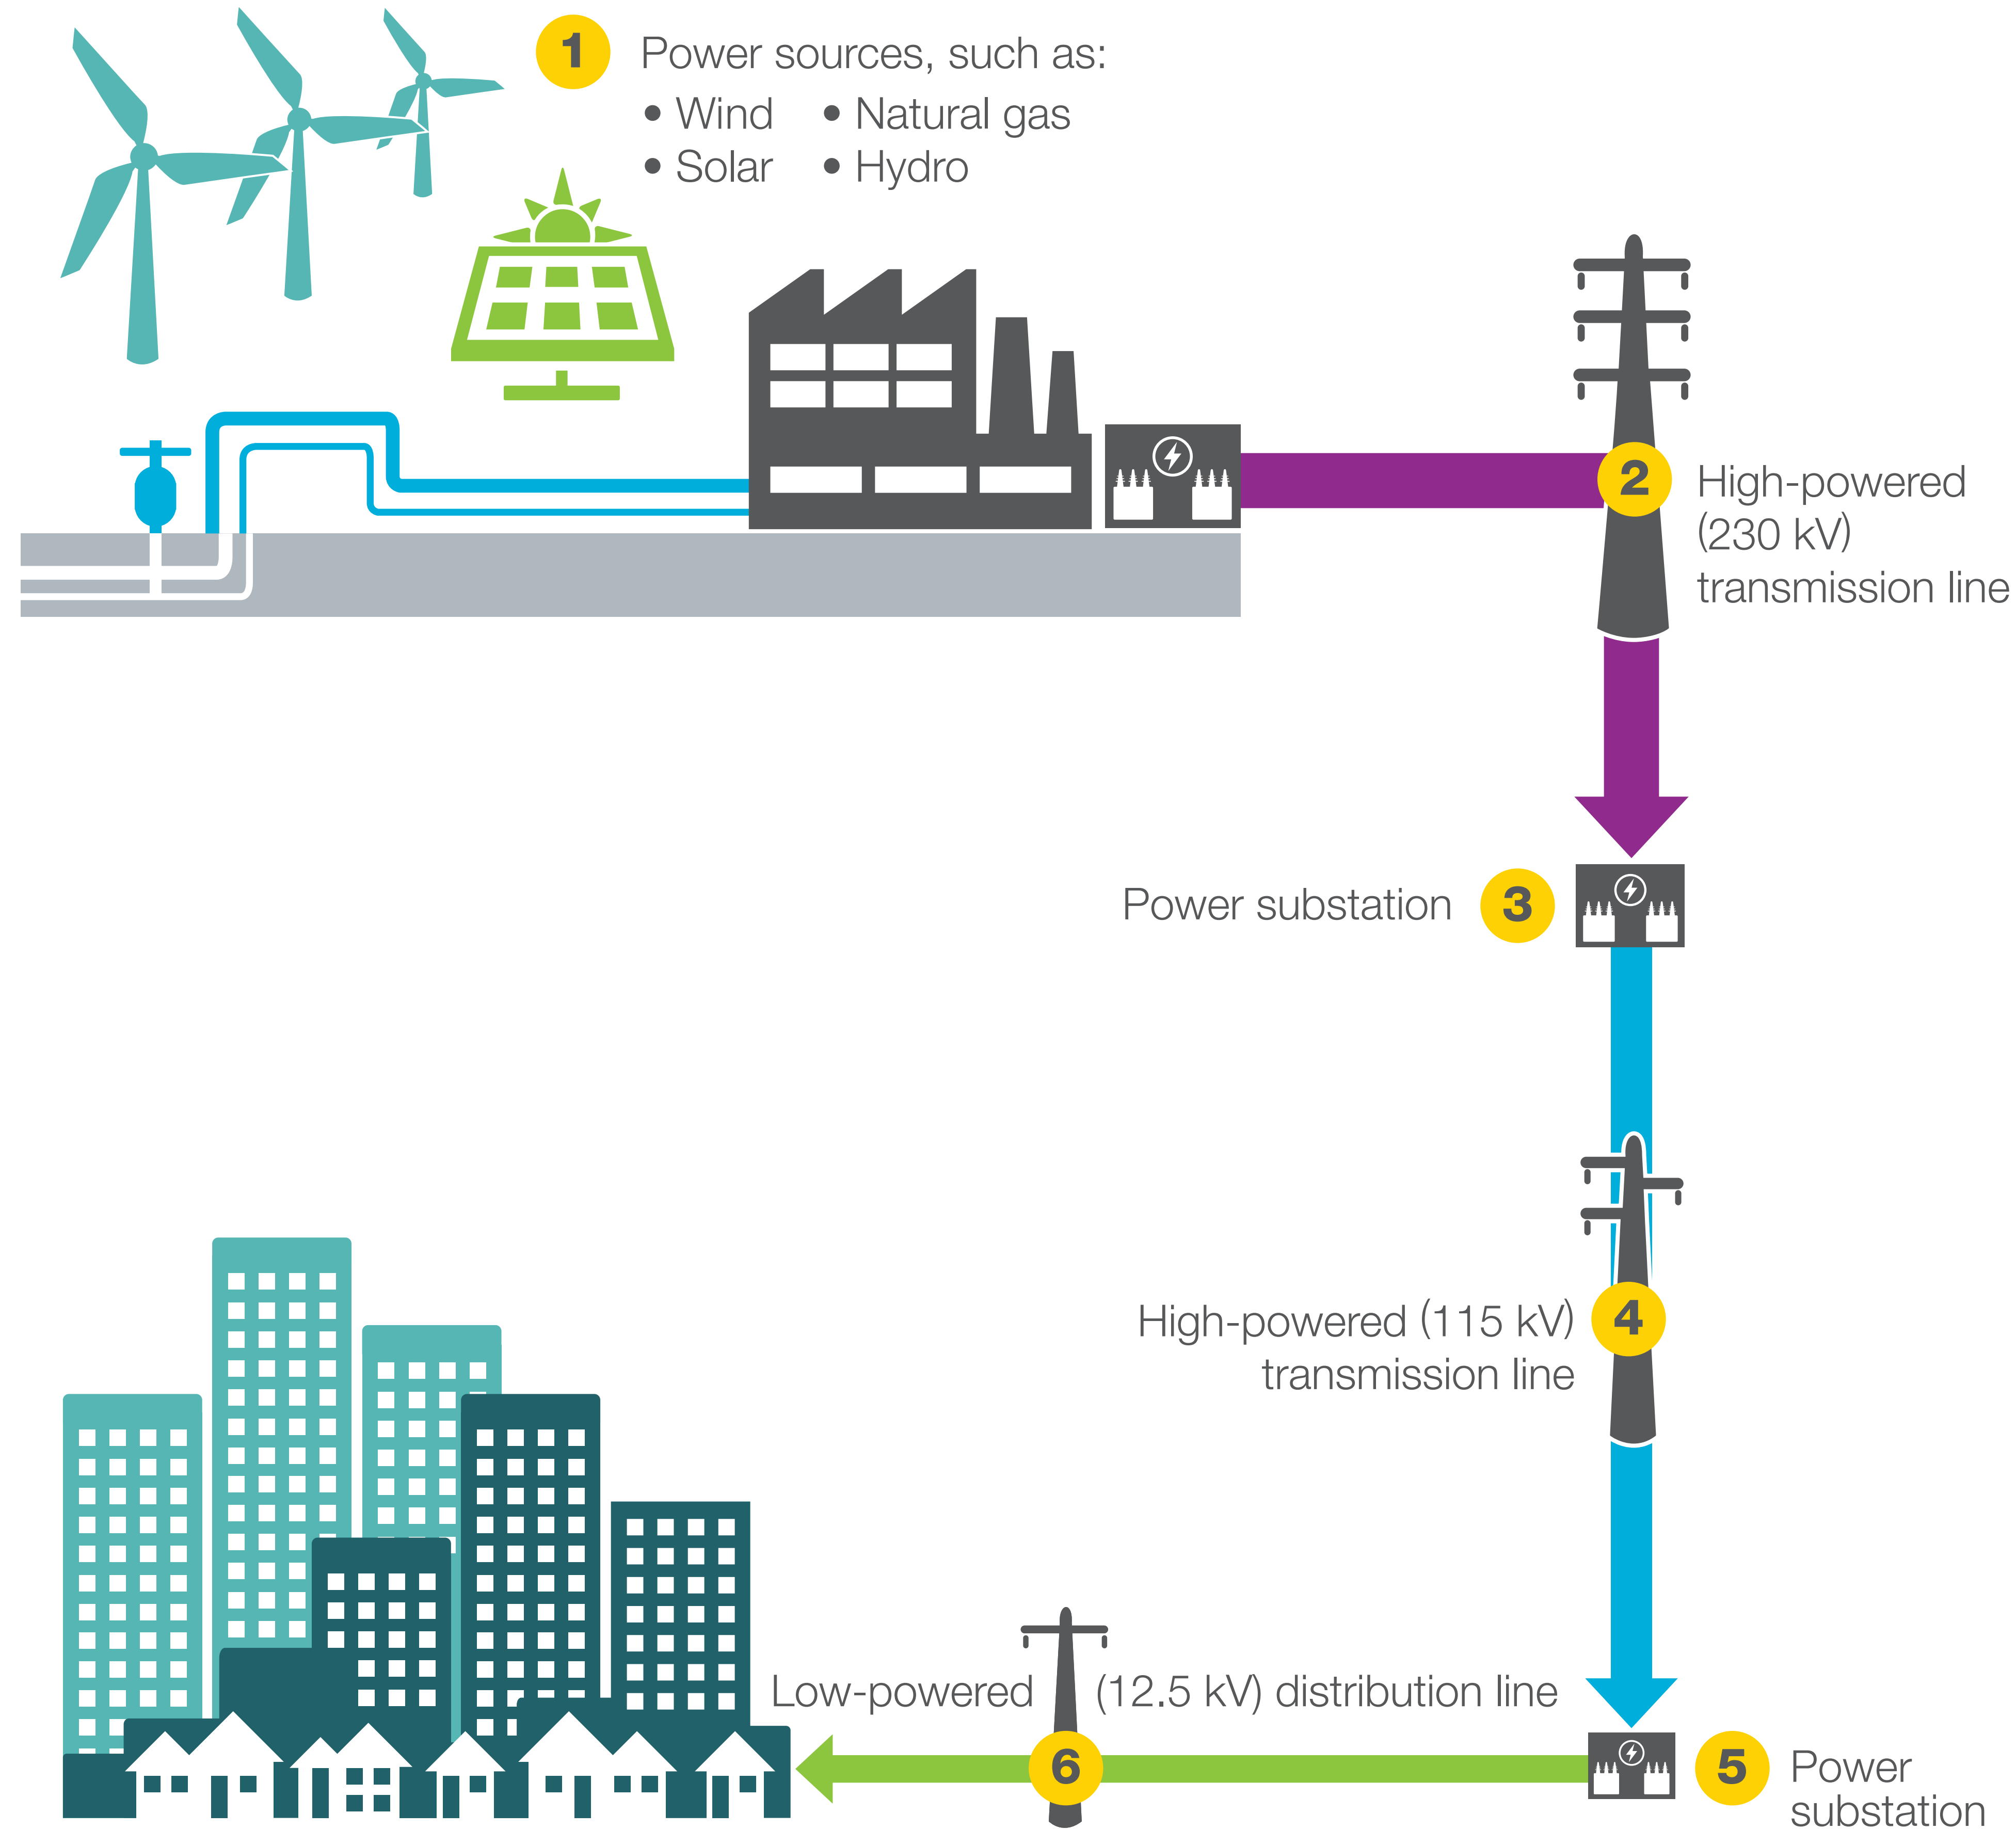 1
Power sources, such as:
• Wind
• Natural gas
• Solar
• Hydro
2
High-powered
(230 kV)
transmission line
Power substation
3
High-powered (115 kV)
transmission line
4
Low-powered (12.5 kV) distribution line
6
5
Power
substation